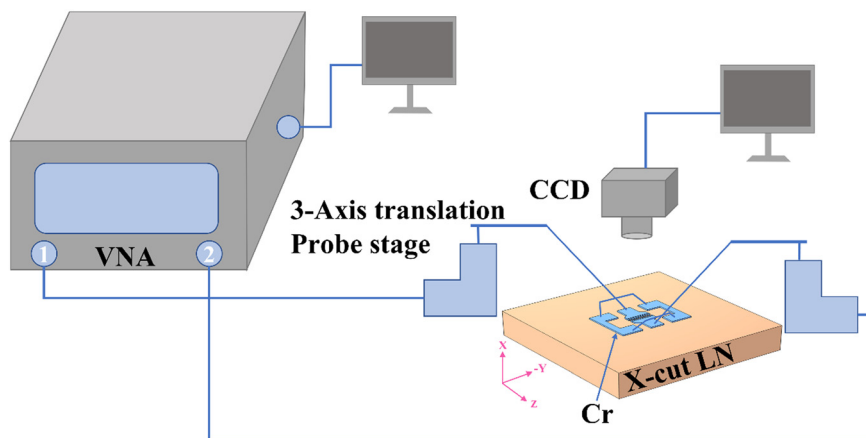 CCD
3-Axis translation
Probe stage
1
VNA
2
X
-Y
Z
X-cut LN
Cr